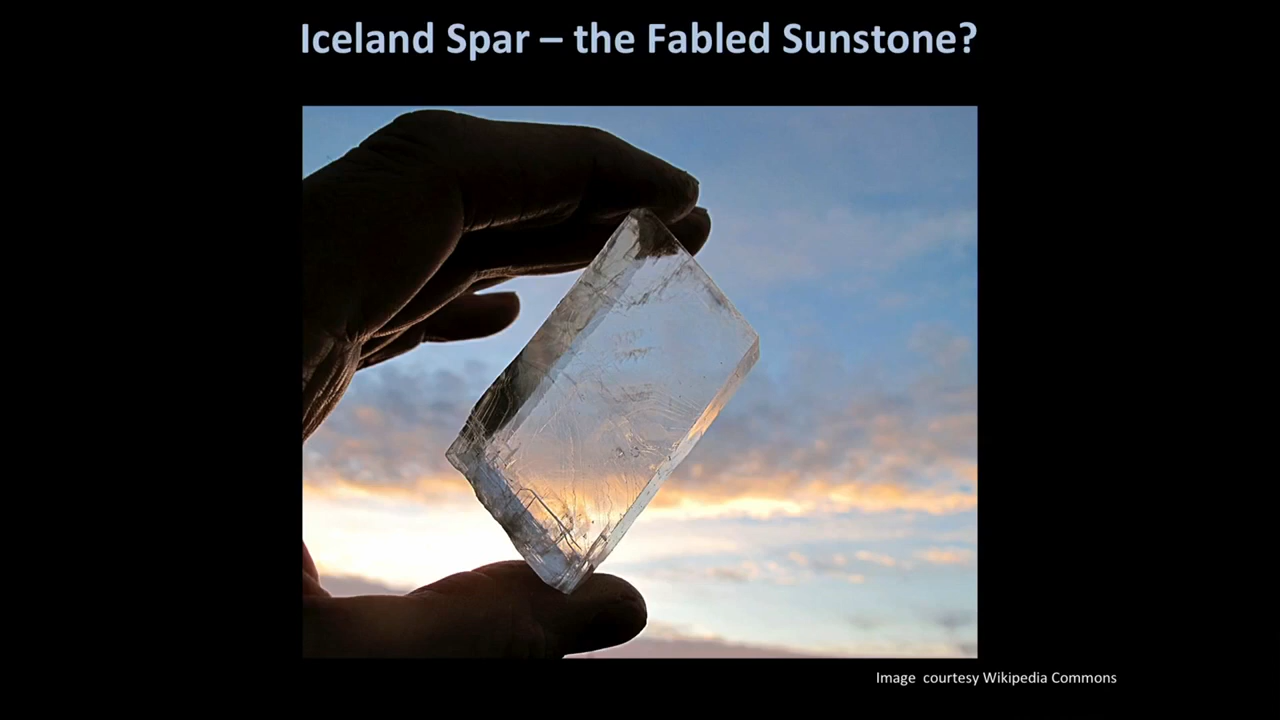 Iceland Spar – the Fabled Sunstone?
Image courtesy Wikipedia Commons